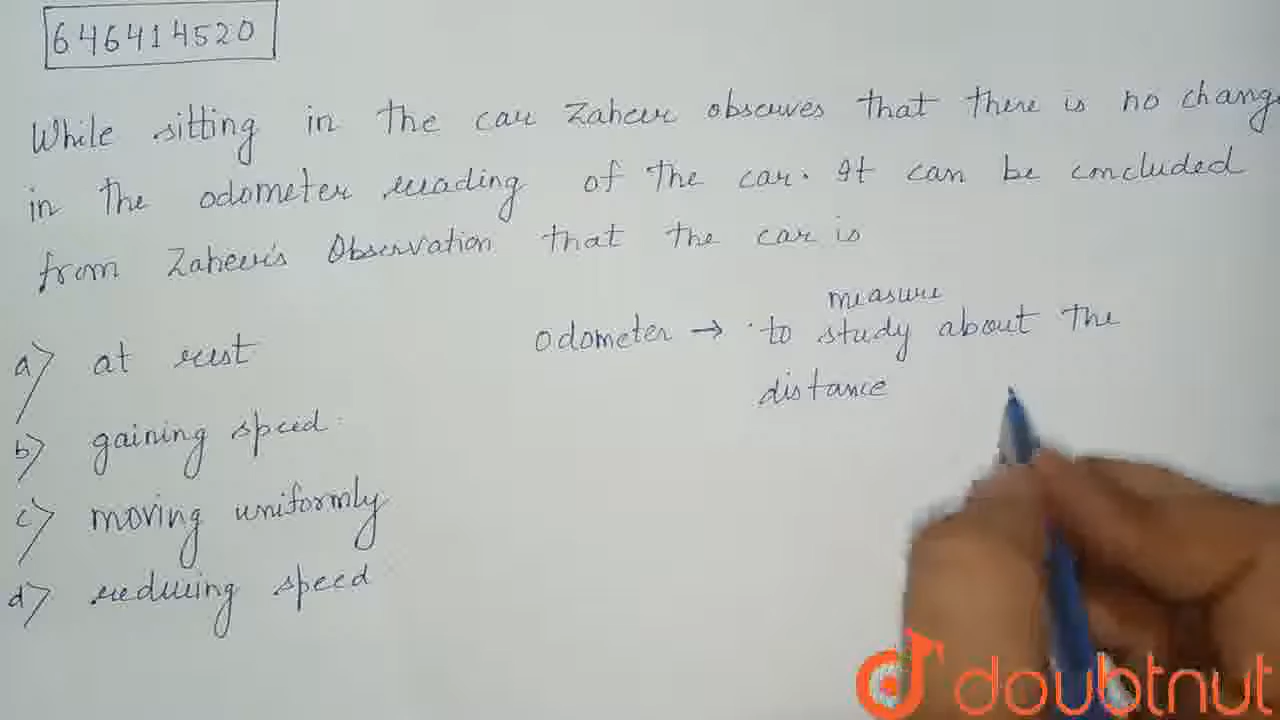 646414520
While sitting in the car Zaheer observes that there is no chang
in the odometer reading of the car. It can be concluded
from Zaheer's Observation that the car is
measure
odometer → to study about the
distance
a) at rest
b) gaining speed.
c) moving uniformly
d) reducing speed
doubtnut